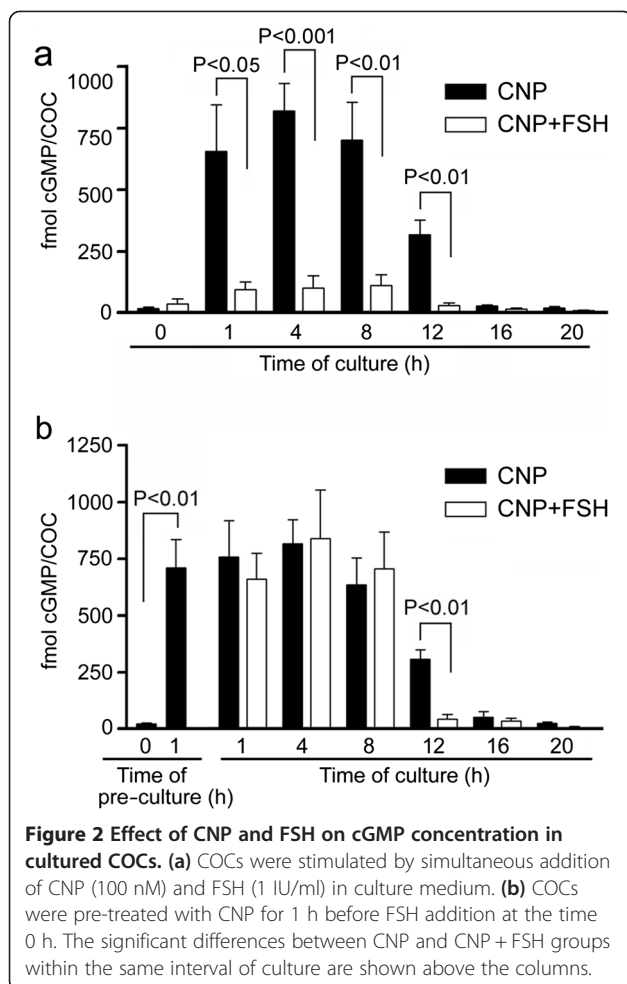 a
P<0.05
P<0.001
P<0.01
P<0.01
CNP
CNP+FSH
fmol cGMP/COC
1000
750
500
250
0
0 1 4 8 12 16 20
Time of culture (h)
b
P<0.01
P<0.01
CNP
CNP+FSH
fmol cGMP/COC
1250
1000
750
500
250
0
0 1 1 4 8 12 16 20
Time of pre-culture (h)
Time of culture (h)
Figure 2 Effect of CNP and FSH on cGMP concentration in
cultured COCs. (a) COCs were stimulated by simultaneous addition
of CNP (100 nM) and FSH (1 IU/ml) in culture medium. (b) COCs
were pre-treated with CNP for 1 h before FSH addition at the time
0 h. The significant differences between CNP and CNP + FSH groups
within the same interval of culture are shown above the columns.